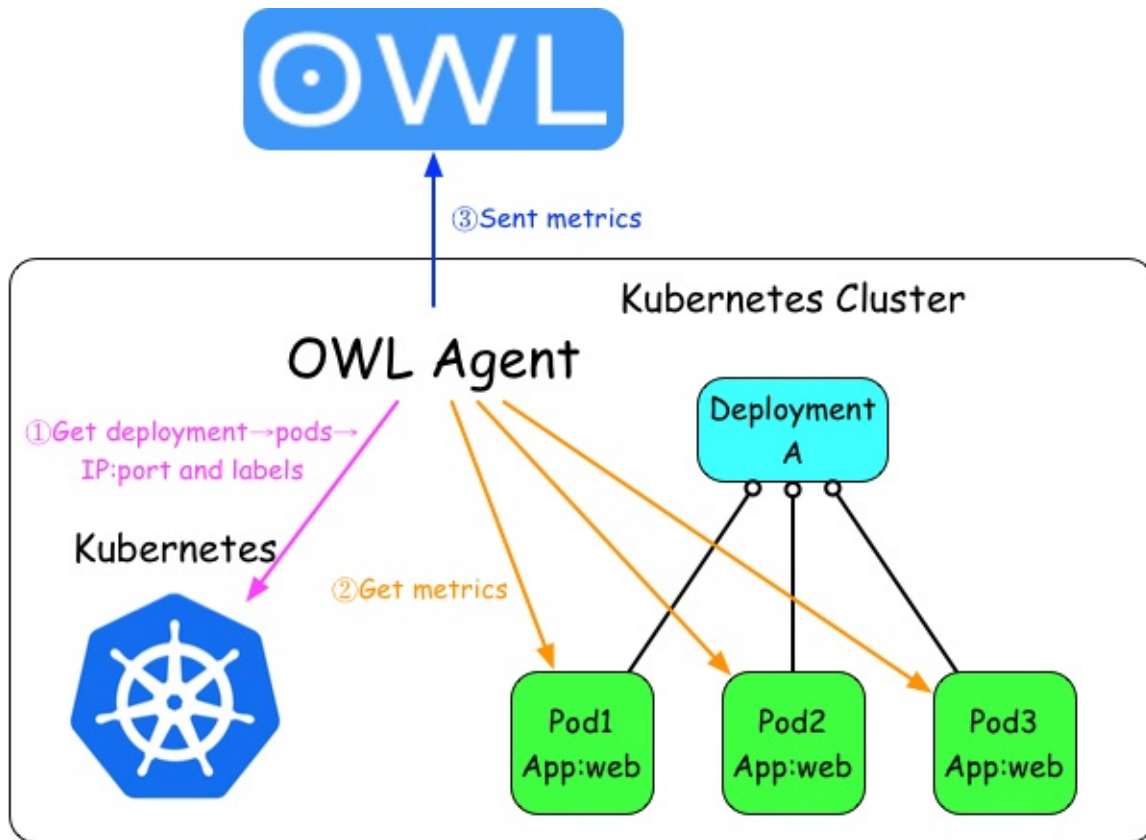 OWL
③Sent metrics
Kubernetes Cluster
OWL Agent
①Get deployment→pods→
IP:port and labels
Deployment
A
Kubernetes
②Get metrics
Pod1
App:web
Pod2
App:web
Pod3
App:web